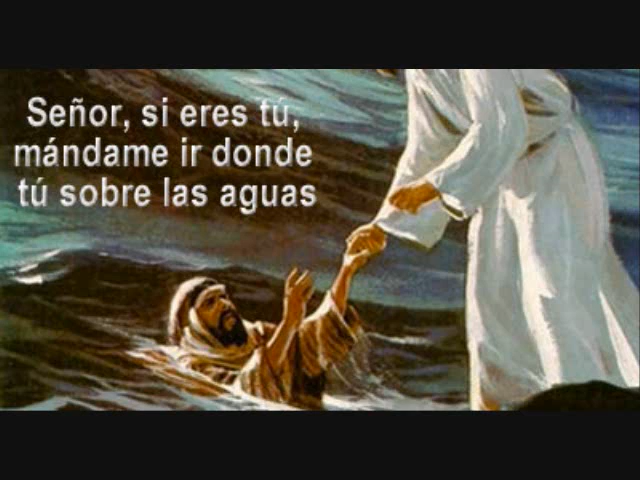 Señor, si eres tú,
mándame ir donde
tú sobre las aguas